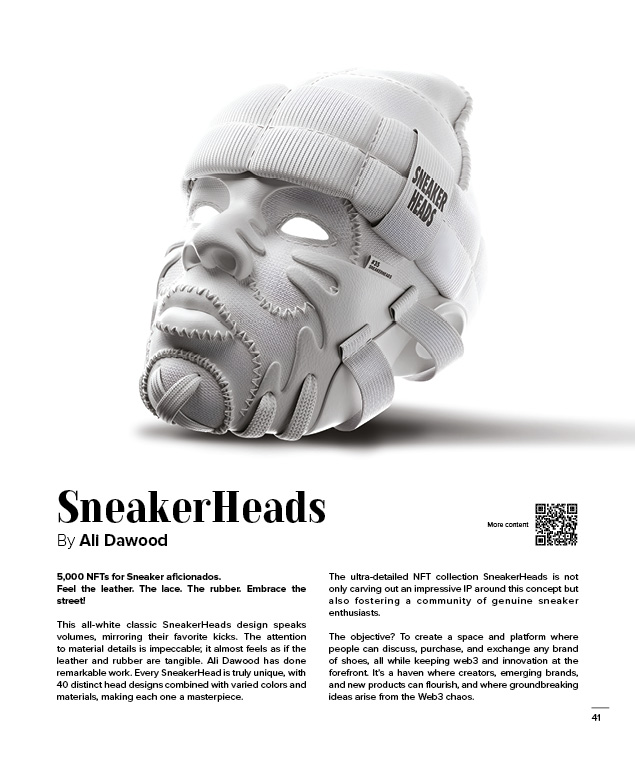 SNEAKER
HEADS
#35
SNEAKERHEADS
SneakerHeads
By Ali Dawood
More content
5,000 NFTs for Sneaker aficionados.
Feel the leather. The lace. The rubber. Embrace the
street!
This all-white classic SneakerHeads design speaks
volumes, mirroring their favorite kicks. The attention
to material details is impeccable; it almost feels as if the
leather and rubber are tangible. Ali Dawood has done
remarkable work. Every SneakerHead is truly unique, with
40 distinct head designs combined with varied colors and
materials, making each one a masterpiece.
The ultra-detailed NFT collection SneakerHeads is not
only carving out an impressive IP around this concept but
also fostering a community of genuine sneaker
enthusiasts.
The objective? To create a space and platform where
people can discuss, purchase, and exchange any brand
of shoes, all while keeping web3 and innovation at the
forefront. It's a haven where creators, emerging brands,
and new products can flourish, and where groundbreaking
ideas arise from the Web3 chaos.
41